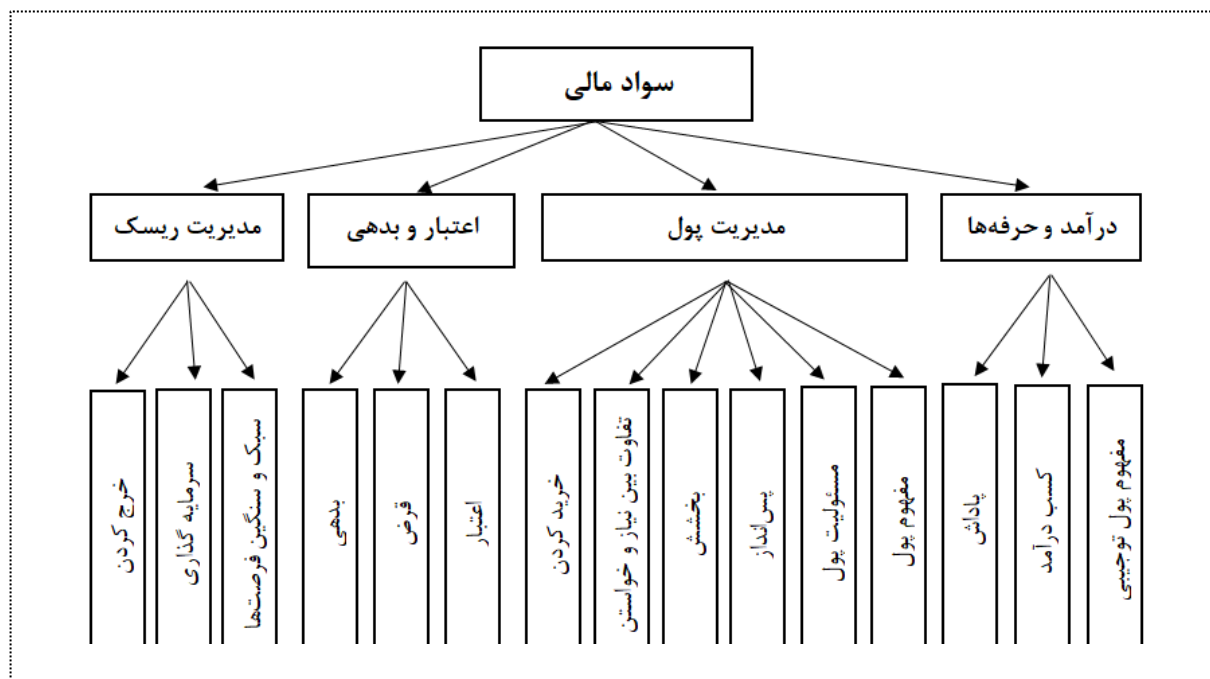 سواد مالی
درآمد و حرفه‌ها
مدیریت پول
اعتبار و بدهی
مدیریت ریسک
مفهوم پول توجیبی
کسب درآمد
پاداش
مفهوم پول
مسئولیت پول
پس‌انداز
بخشش
تفاوت بین نیاز و خواستن
خرید کردن
اعتبار
قرض
بدهی
سبک و سنگین فرصت‌ها
سرمایه گذاری
خرج کردن